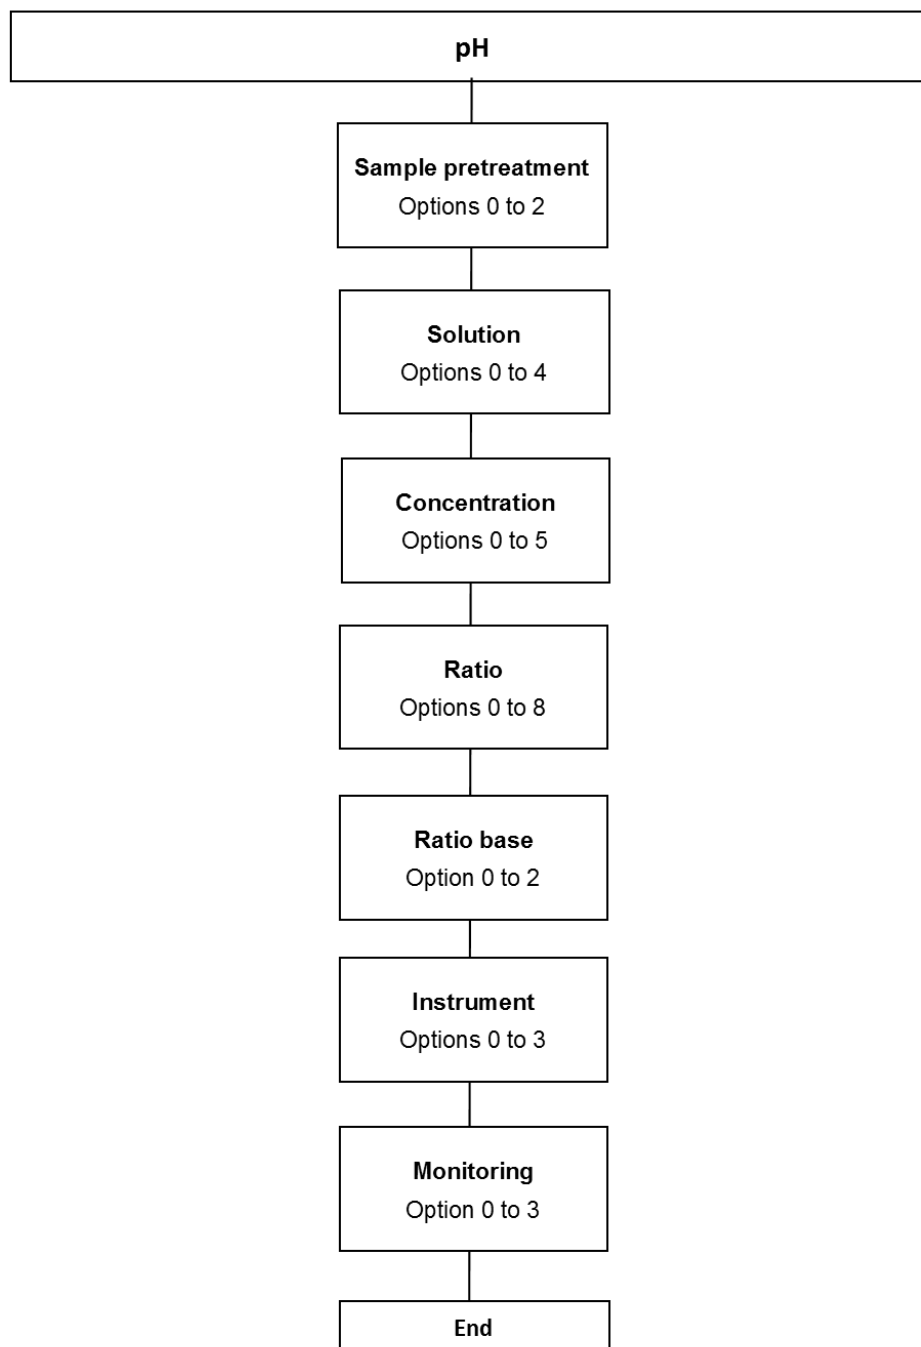 pH
Sample pretreatment
Options 0 to 2
Solution
Options 0 to 4
Concentration
Options 0 to 5
Ratio
Options 0 to 8
Ratio base
Option 0 to 2
Instrument
Options 0 to 3
Monitoring
Option 0 to 3
End